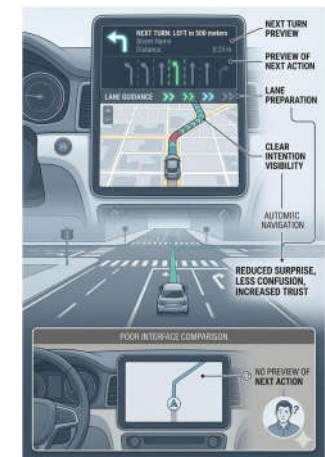 NEXT TURN: LEFT in 500 meters
Distance:
NEXT TURN
PREVIEW
PREVIEW OF
NEXT ACTION
LANE GUIDANCE
LANE
PREPARATION
CLEAR
INTENTION
VISIBILITY
NAVIGATION
REDUCED SURPRISE,
LESS CONFUSION,
INCREASED TRUST
POOR INTERFACE COMPARISON
NO PREVIEW OF
NEXT ACTION
?